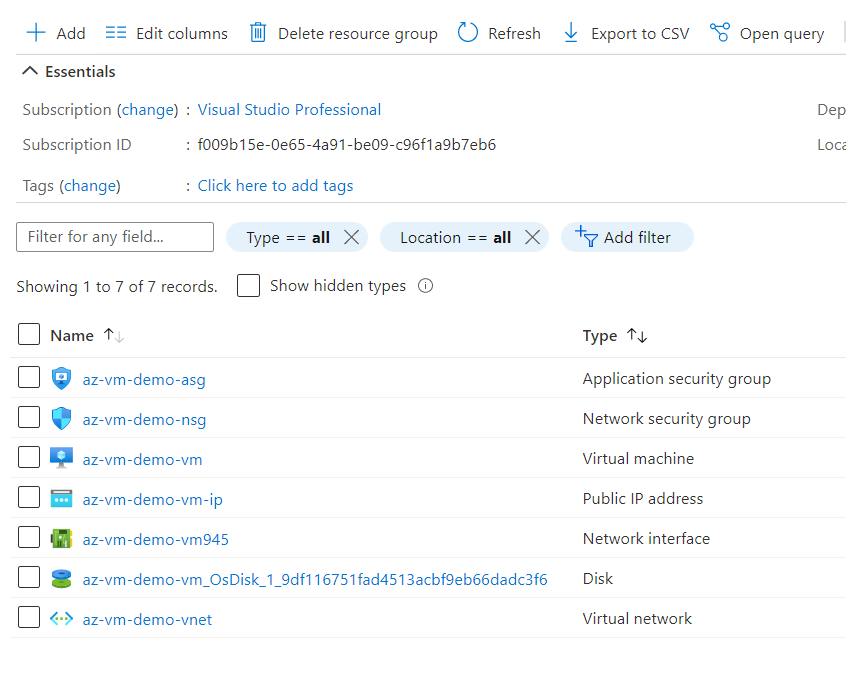 Add Edit columns Delete resource group Refresh Export to CSV Open query
Essentials
Subscription (change) : Visual Studio Professional Dep
Subscription ID : f009b15e-0e65-4a91-be09-c96f1a9b7eb6 Loca
Tags (change) : Click here to add tags
Filter for any field... Type == all Location == all Add filter
Showing 1 to 7 of 7 records. Show hidden types
Name Type
az-vm-demo-asg Application security group
az-vm-demo-nsg Network security group
az-vm-demo-vm Virtual machine
az-vm-demo-vm-ip Public IP address
az-vm-demo-vm945 Network interface
az-vm-demo-vm_OsDisk_1_9df116751fad4513acbf9eb66dadc3f6 Disk
az-vm-demo-vnet Virtual network